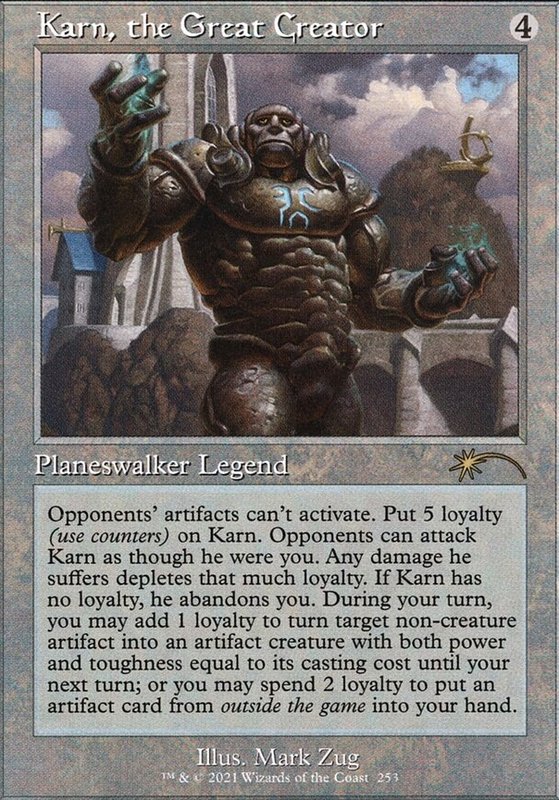 Karn, the Great Creator 4
Planeswalker Legend
Opponents' artifacts can't activate. Put 5 loyalty
(use counters) on Karn. Opponents can attack
Karn as though he were you. Any damage he
suffers depletes that much loyalty. If Karn has
no loyalty, he abandons you. During your turn,
you may add 1 loyalty to turn target non-creature
artifact into an artifact creature with both power
and toughness equal to its casting cost until your
next turn; or you may spend 2 loyalty to put an
artifact card from outside the game into your hand.
Illus. Mark Zug
™ & © 2021 Wizards of the Coast 253